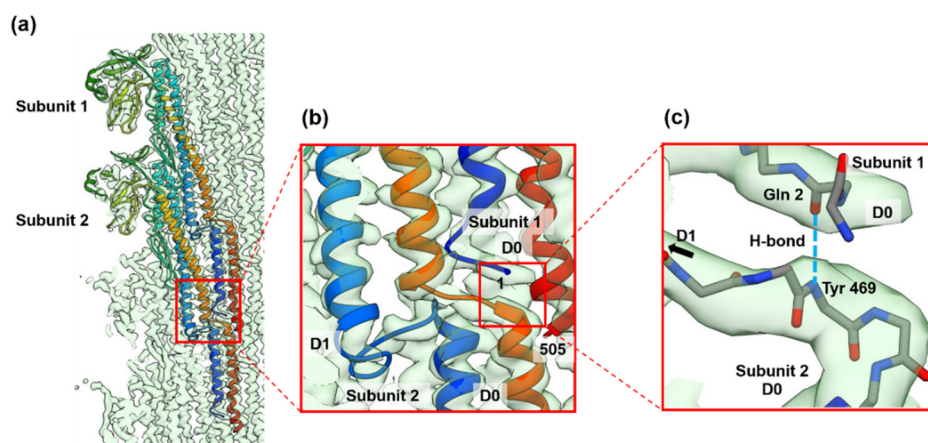 (a)
Subunit 1
Subunit 2
(b)
Subunit 1
D0
1
D1
505
Subunit 2
D0
(c)
Subunit 1
Gln 2
D0
D1
H-bond
Tyr 469
Subunit 2
D0